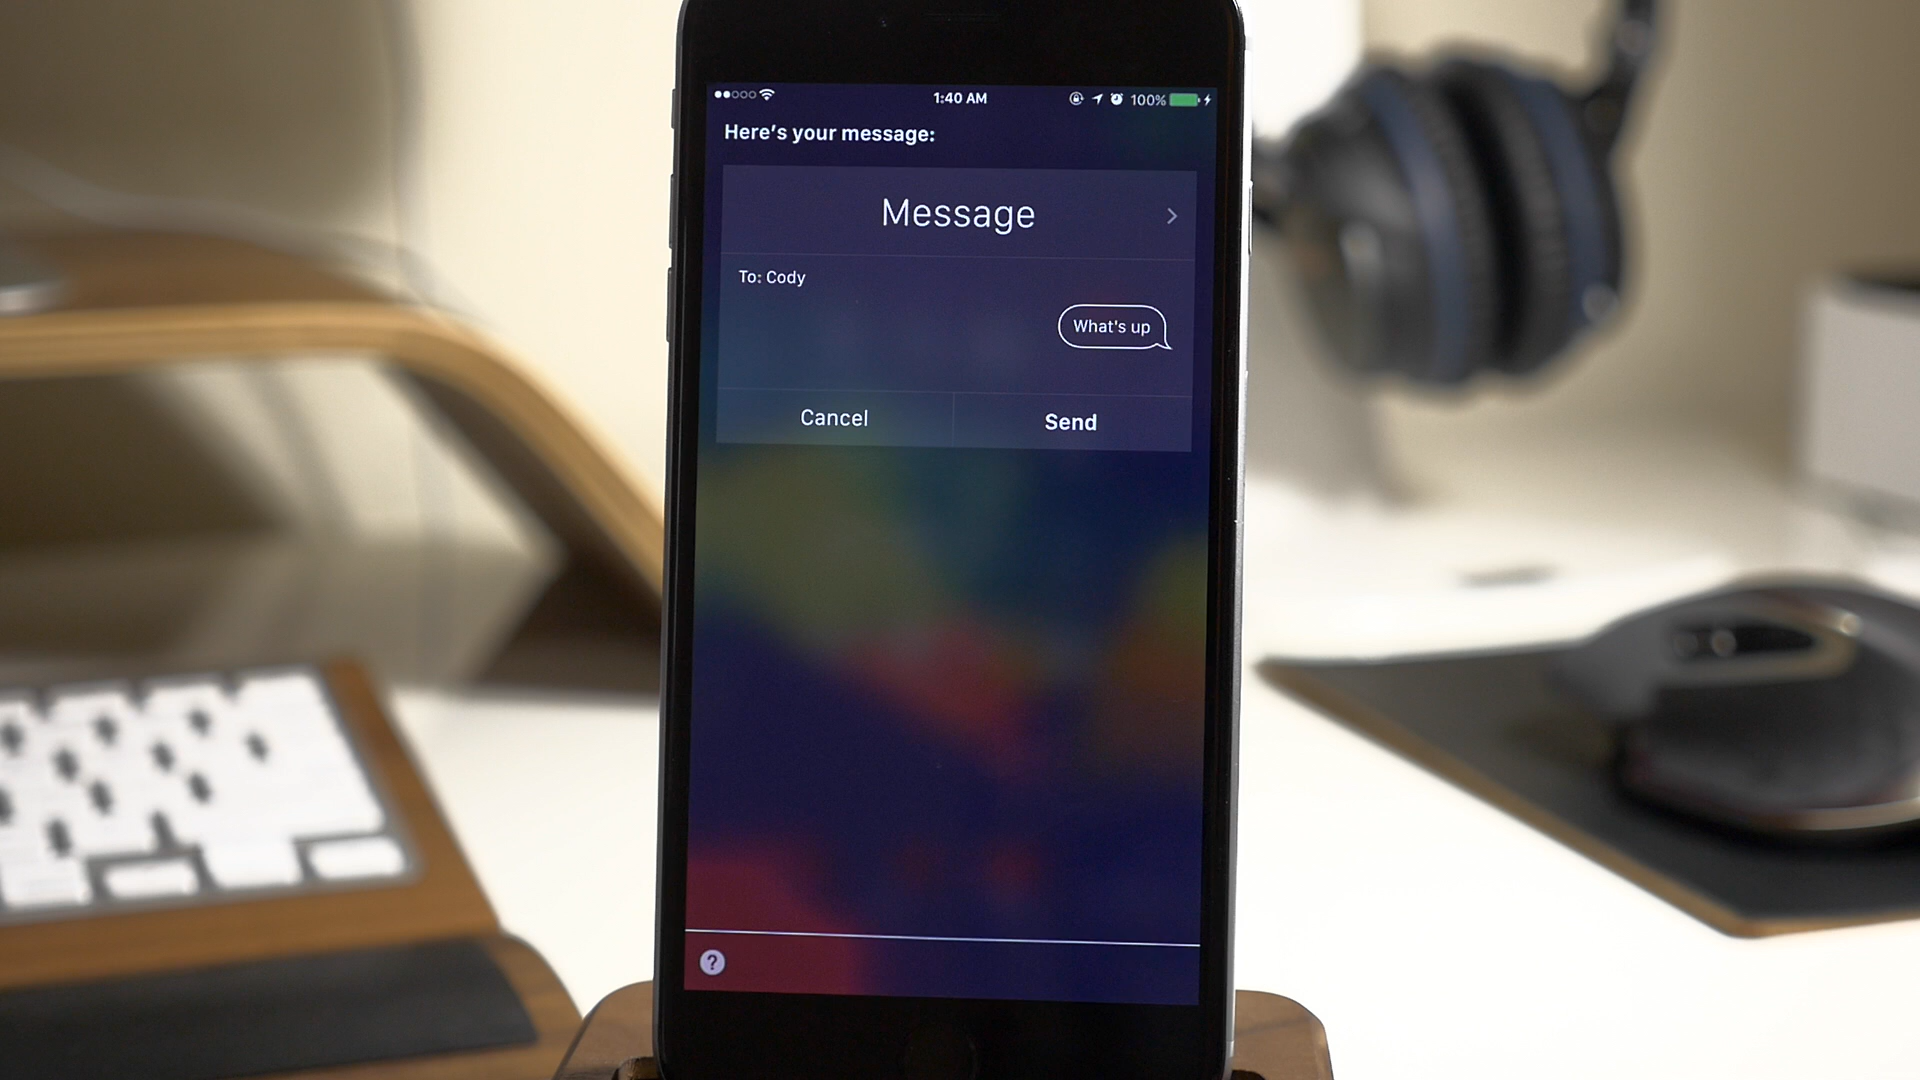 1:40 AM 100%
Here's your message:
Message
To: Cody
What's up
Cancel Send
?